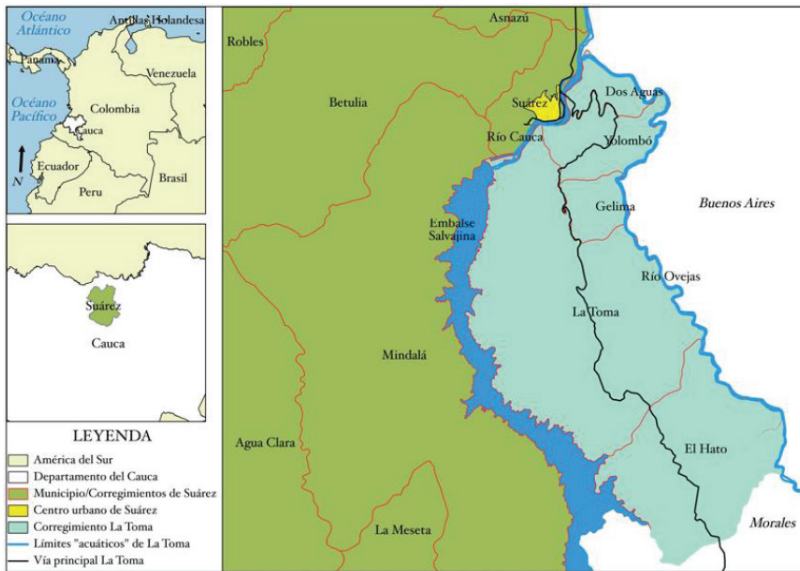 Océano
Atlántico
Antillas Holandesa
Panama
Venezuela
Océano
Pacífico
Colombia
Cauca
Ecuador
N
Peru
Brasil
Suárez
Cauca
LEYENDA
América del Sur
Departamento del Cauca
Municipio/Corregimientos de Suárez
Centro urbano de Suárez
Corregimiento La Toma
Límites "acuáticos" de La Toma
Vía principal La Toma
Asnazú
Robles
Betulia
Suárez
Dos Aguas
Río Cauca
Yolombó
Gelima
Buenos Aires
Embalse
Salvajina
Río Ovejas
La Toma
Mindalá
Agua Clara
El Hato
La Meseta
Morales